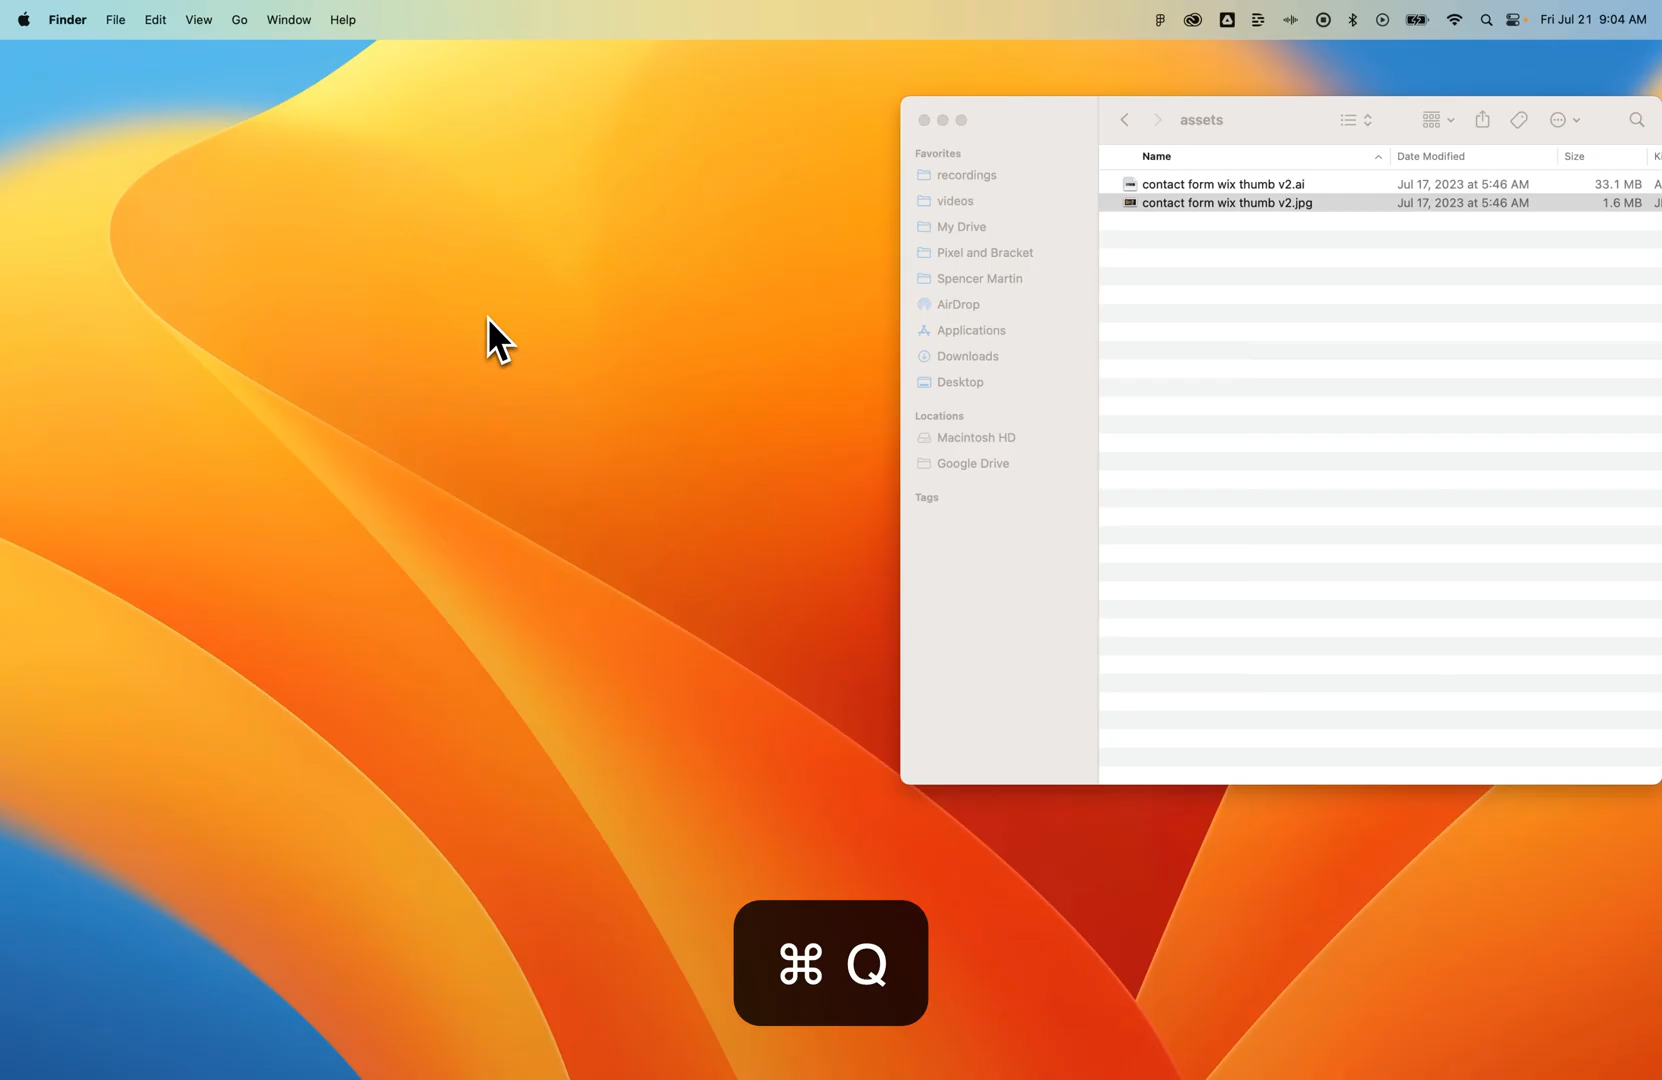 Finder File Edit View Go Window Help Fri Jul 21 9:04 AM
assets
Favorites
recordings
videos
My Drive
Pixel and Bracket
Spencer Martin
AirDrop
Applications
Downloads
Desktop
Locations
Macintosh HD
Google Drive
Tags
Name Date Modified Size
contact form wix thumb v2.ai Jul 17, 2023 at 5:46 AM 33.1 MB
contact form wix thumb v2.jpg Jul 17, 2023 at 5:46 AM 1.6 MB
⌘ Q